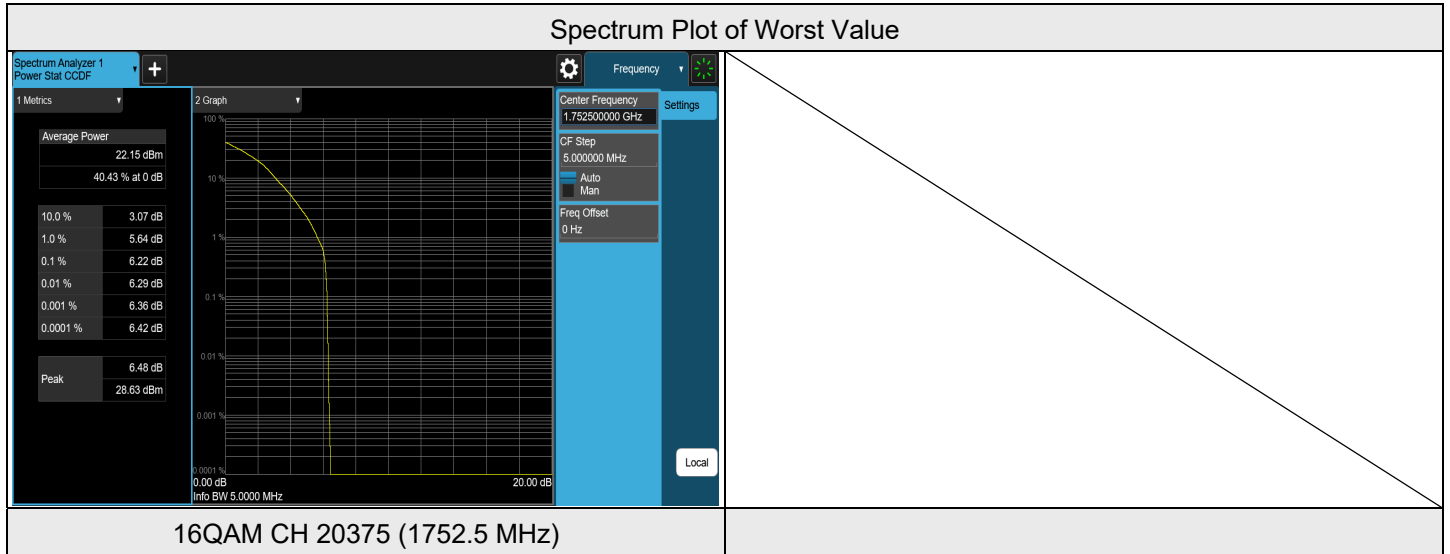 Spectrum Plot of Worst Value
Spectrum Analyzer 1
Power Stat CCDF
+
Frequency
1 Metrics
2 Graph
Average Power
22.15 dBm
40.43 % at 0 dB
10.0 % 3.07 dB
1.0 % 5.64 dB
0.1 % 6.22 dB
0.01 % 6.29 dB
0.001 % 6.36 dB
0.0001 % 6.42 dB
Peak
6.48 dB
28.63 dBm
100 %
10 %
1 %
0.1 %
0.01 %
0.001 %
0.0001 %
0.00 dB 20.00 dB
Info BW 5.0000 MHz
Center Frequency
1.752500000 GHz
Settings
CF Step
5.000000 MHz
Auto
Man
Freq Offset
0 Hz
Local
16QAM CH 20375 (1752.5 MHz)